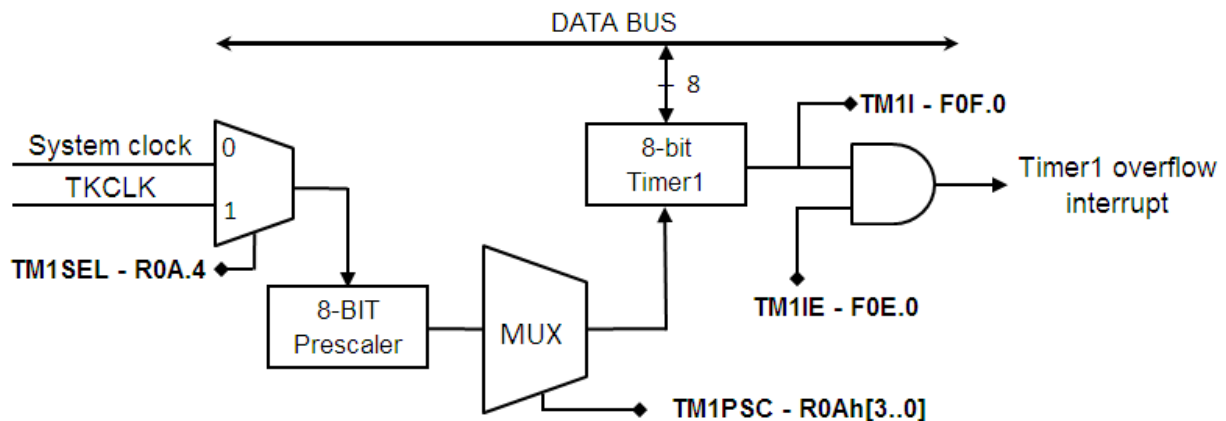 DATA BUS
8
TM1I - F0F.0
System clock
0
8-bit
Timer1
Timer1 overflow
interrupt
TKCLK
1
TM1SEL - R0A.4
8-BIT
Prescaler
MUX
TM1IE - F0E.0
TM1PSC - R0Ah[3..0]